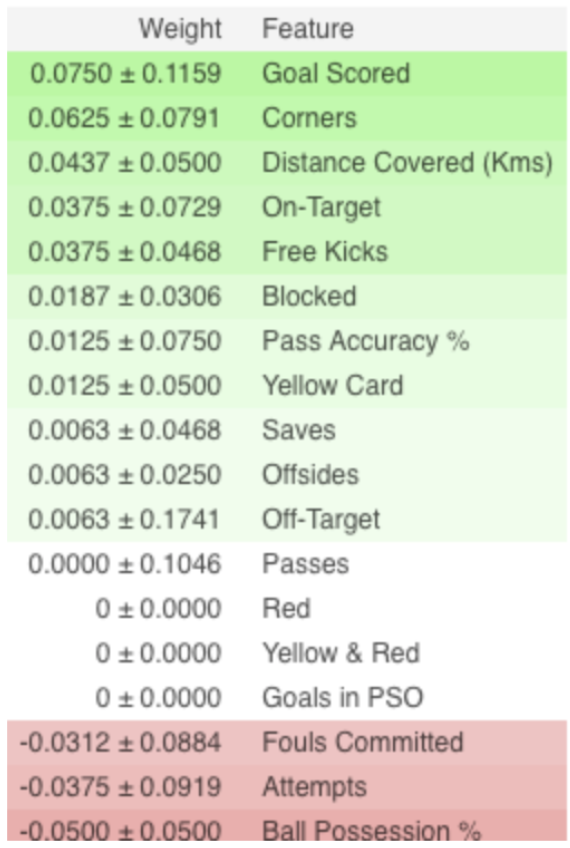 Weight Feature
0.0750 ± 0.1159 Goal Scored
0.0625 ± 0.0791 Corners
0.0437 ± 0.0500 Distance Covered (Kms)
0.0375 ± 0.0729 On-Target
0.0375 ± 0.0468 Free Kicks
0.0187 ± 0.0306 Blocked
0.0125 ± 0.0750 Pass Accuracy %
0.0125 ± 0.0500 Yellow Card
0.0063 ± 0.0468 Saves
0.0063 ± 0.0250 Offsides
0.0063 ± 0.1741 Off-Target
0.0000 ± 0.1046 Passes
0 ± 0.0000 Red
0 ± 0.0000 Yellow & Red
0 ± 0.0000 Goals in PSO
-0.0312 ± 0.0884 Fouls Committed
-0.0375 ± 0.0919 Attempts
-0.0500 ± 0.0500 Ball Possession %